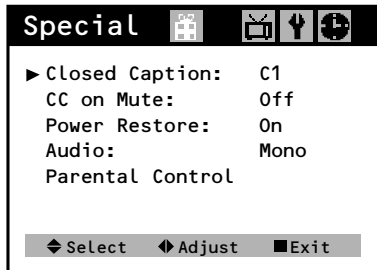 Special
Closed Caption: C1
CC on Mute: Off
Power Restore: On
Audio: Mono
Parental Control
Select Adjust Exit